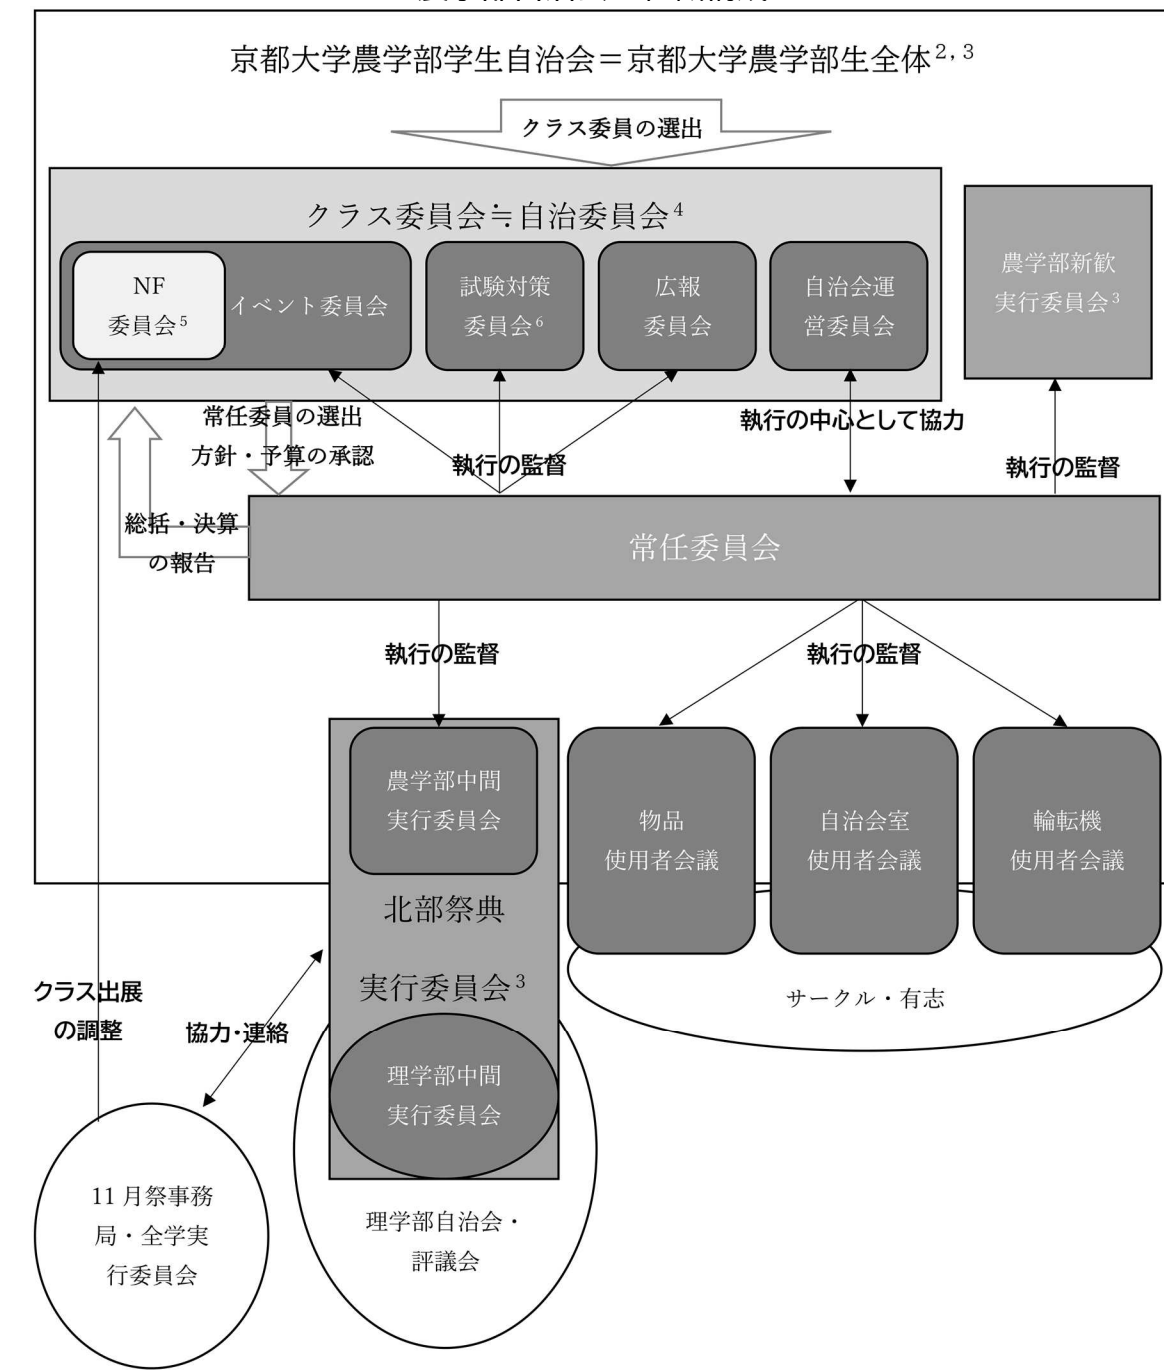 京都大学農学部学生自治会＝京都大学農学部生全体2, 3
クラス委員の選出
クラス委員会≒自治委員会4
NF
委員会5
イベント委員会
試験対策
委員会6
広報
委員会
自治会運
営委員会
農学部新歓
実行委員会3
常任委員の選出
方針・予算の承認
執行の監督
執行の中心として協力
執行の監督
総括・決算
の報告
常任委員会
執行の監督
執行の監督
農学部中間
実行委員会
物品
使用者会議
自治会室
使用者会議
輪転機
使用者会議
北部祭典
実行委員会3
クラス出展
の調整
協力・連絡
サークル・有志
理学部中間
実行委員会
11 月祭事務
局・全学実
行委員会
理学部自治会・
評議会